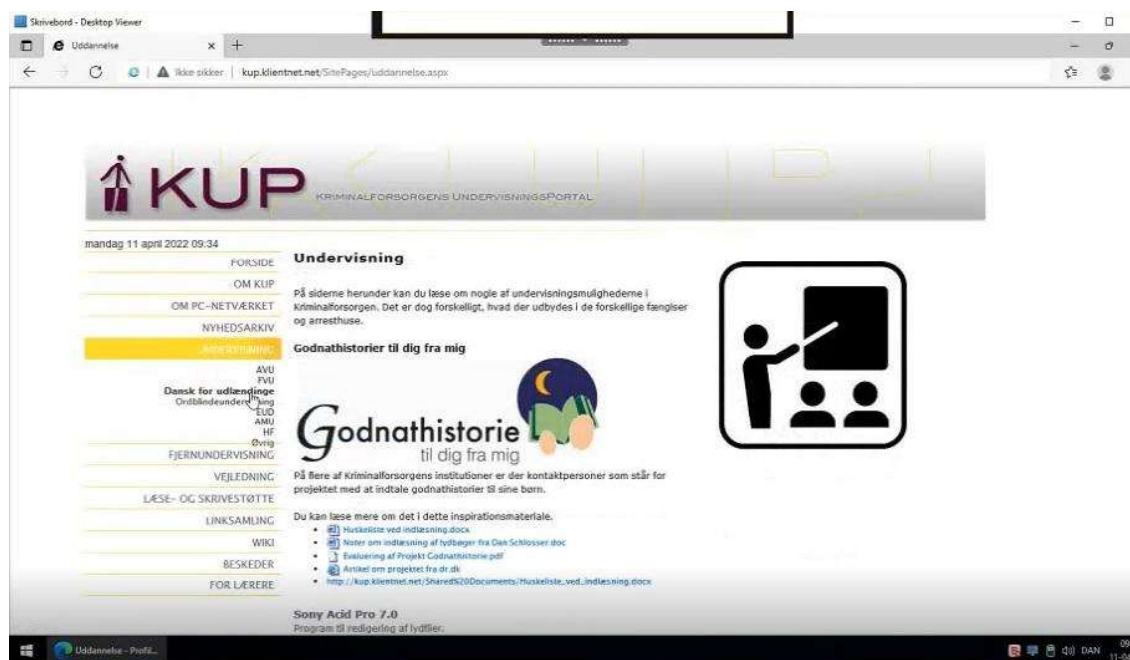 Skrivebord - Desktop Viewer
Uddannelse
Ikke sikker
kup.klientnet.net/SitePages/uddannelse.aspx
KUP
KRIMINALFORSORGENS UNDERVISNINGSPORTAL
mandag 11 april 2022 09:34
FORSIDE
OM KUP
OM PC-NETVÆRKET
NYHEDSARKIV
UNDERVISNING
AVU
FVU
Dansk for udlændinge
Ordblindeundervisning
EUD
AMU
HF
Øvrig
FJERNUNDERVISNING
VEJLEDNING
LÆSE- OG SKRIVESTØTTE
LINKSAMLING
WIKI
BESKEDER
FOR LÆRERE
Undervisning
På siderne herunder kan du læse om nogle af undervisningsmulighederne i
Kriminalforsorgen. Det er dog forskelligt, hvad der udbydes i de forskellige fængsler
og arresthuse.
Godnathistorier til dig fra mig
Godnathistorie
til dig fra mig
På flere af Kriminalforsorgens institutioner er der kontaktpersoner som står for
projektet med at indtale godnathistorier til sine børn.
Du kan læse mere om det i dette inspirationsmateriale.
Huskeliste ved indlæsning.docx
Noter om indlæsning af lydbøger fra Dan Schlosser.doc
Evaluering af Projekt Godnathistorie.pdf
Artikel om projektet fra dr.dk
http://kup.klientnet.net/Shared%20Documents/Huskeliste_ved_indlæsning.docx
Sony Acid Pro 7.0
Program til redigering af lydfiler.
Uddannelse - Profil...
DAN
09
11-04